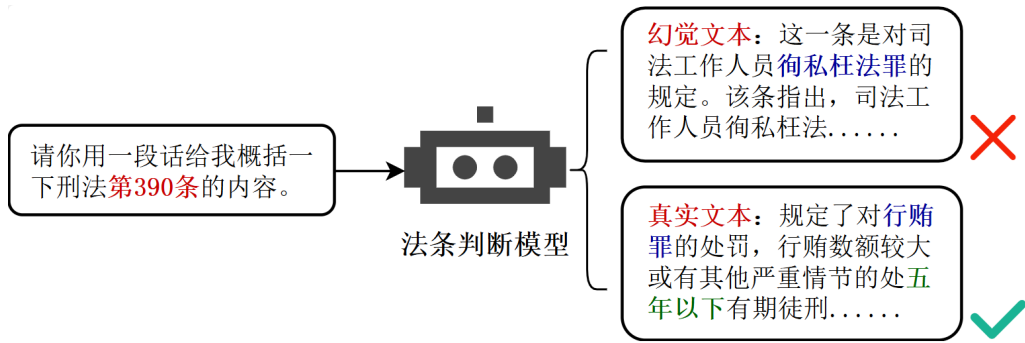 请你用一段话给我概括一
下刑法第390条的内容。
法条判断模型
幻觉文本：这一条是对司
法工作人员徇私枉法罪的
规定。该条指出，司法工
作人员徇私枉法......
真实文本：规定了对行贿
罪的处罚，行贿数额较大
或有其他严重情节的处五
年以下有期徒刑......